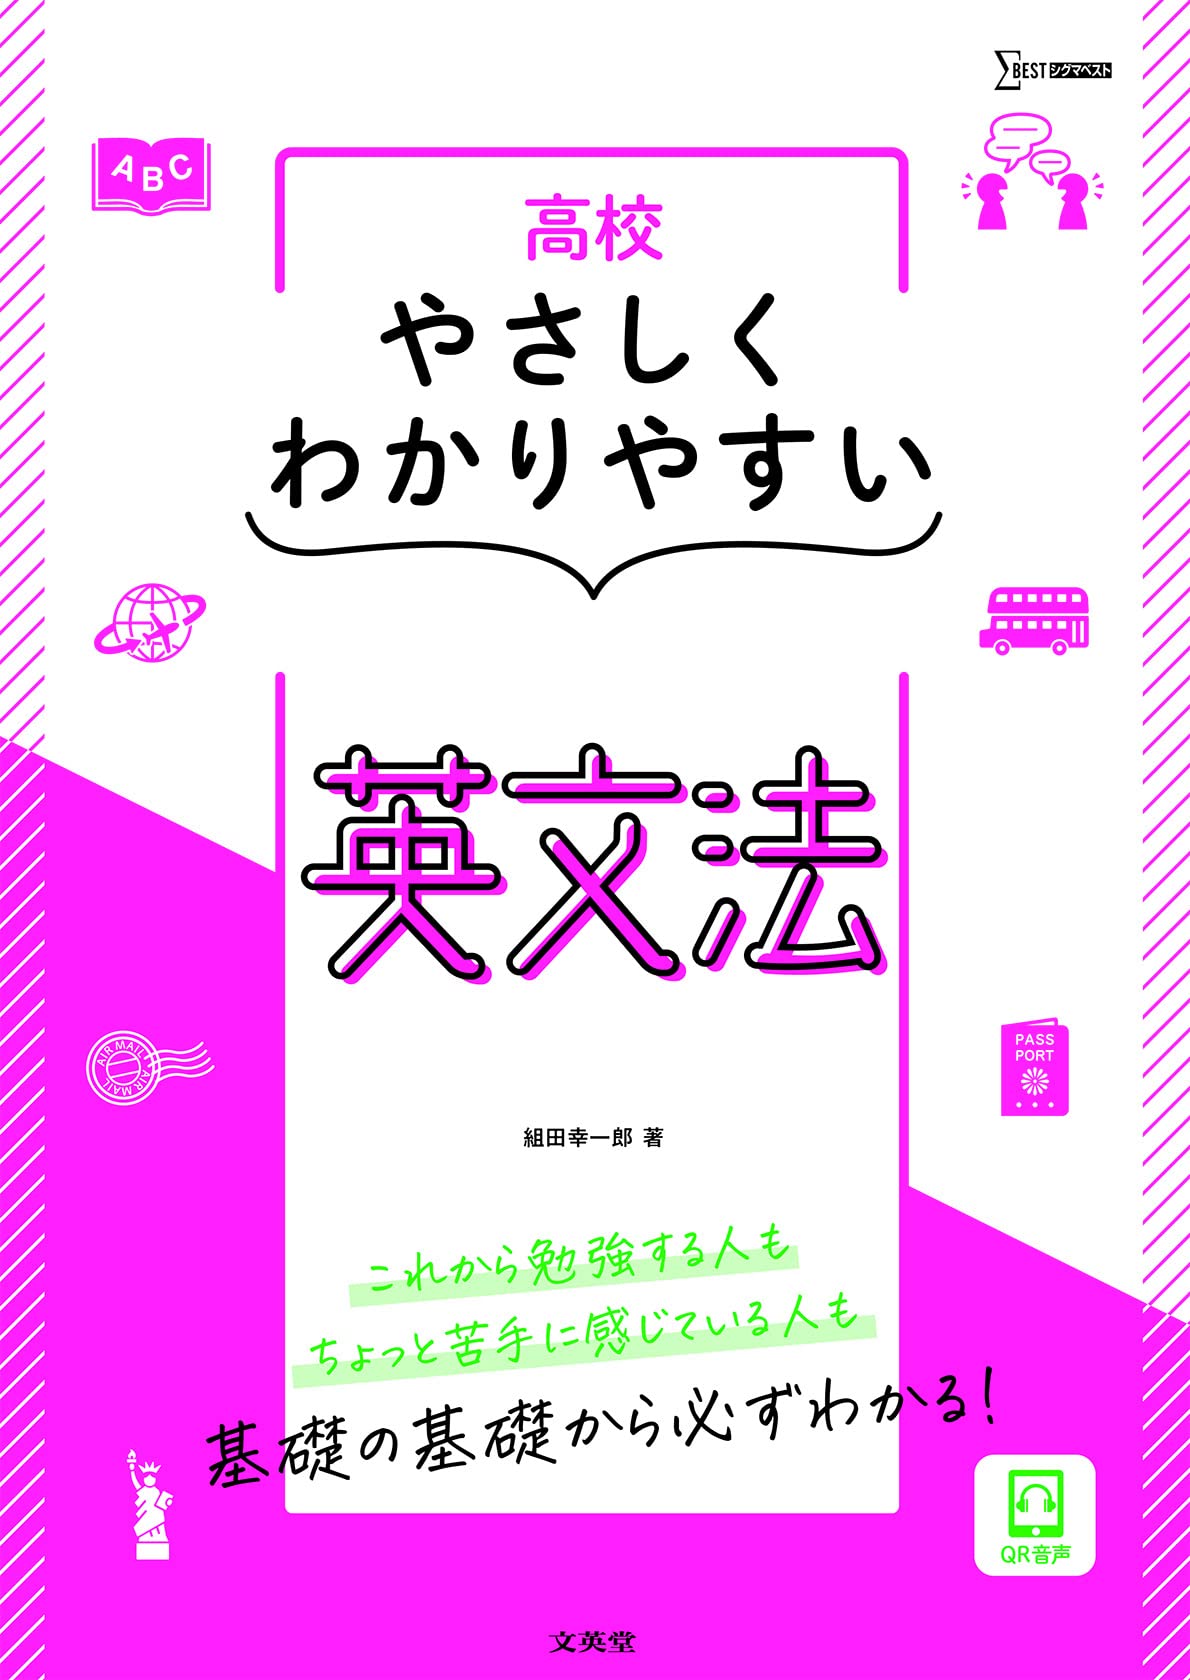 ΣBEST シグマベスト
ABC
高校
やさしく
わかりやすい
英文法
AIR MAIL AIR MAIL
PASS
PORT
組田幸一郎 著
これから勉強する人も
ちょっと苦手に感じている人も
基礎の基礎から必ずわかる!
QR音声
文英堂